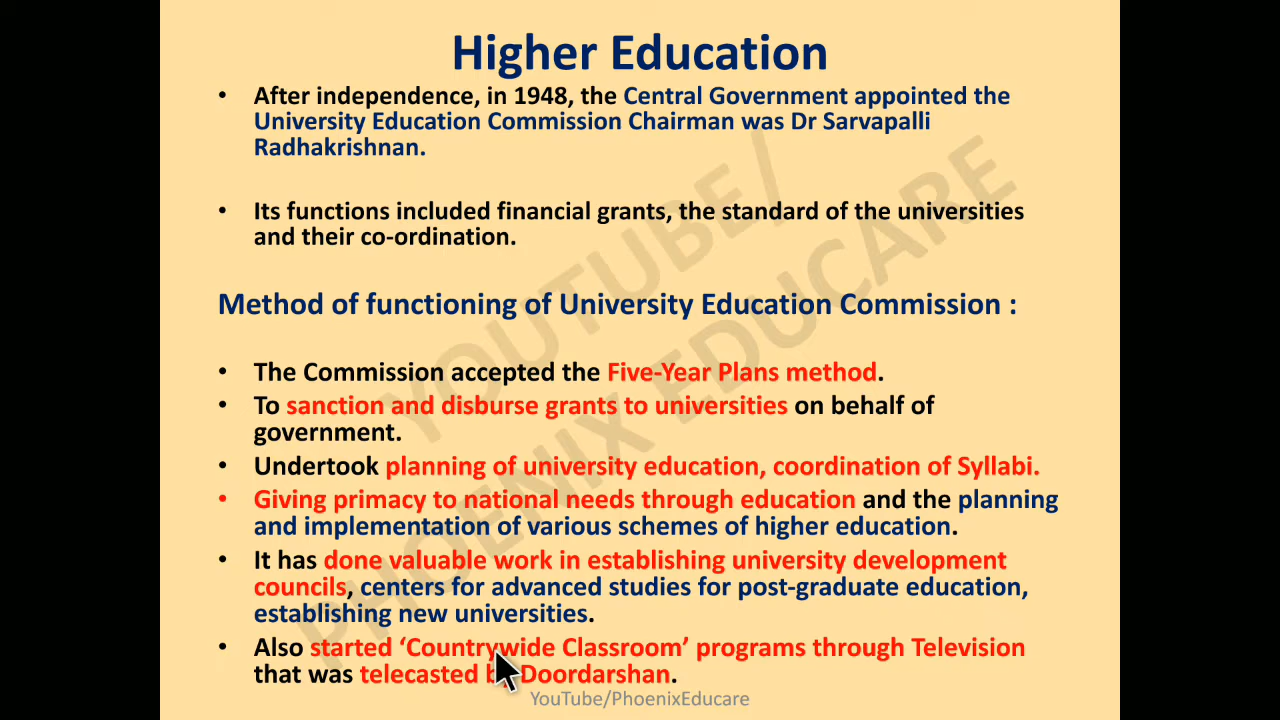 Higher Education
• After independence, in 1948, the Central Government appointed the
University Education Commission Chairman was Dr Sarvapalli
Radhakrishnan.
• Its functions included financial grants, the standard of the universities
and their co-ordination.
Method of functioning of University Education Commission :
• The Commission accepted the Five-Year Plans method.
• To sanction and disburse grants to universities on behalf of
government.
• Undertook planning of university education, coordination of Syllabi.
• Giving primacy to national needs through education and the planning
and implementation of various schemes of higher education.
• It has done valuable work in establishing university development
councils, centers for advanced studies for post-graduate education,
establishing new universities.
• Also started ‘Countrywide Classroom’ programs through Television
that was telecasted by Doordarshan.
YouTube/PhoenixEducare
YOUTUBE/
PHOENIX EDUCARE